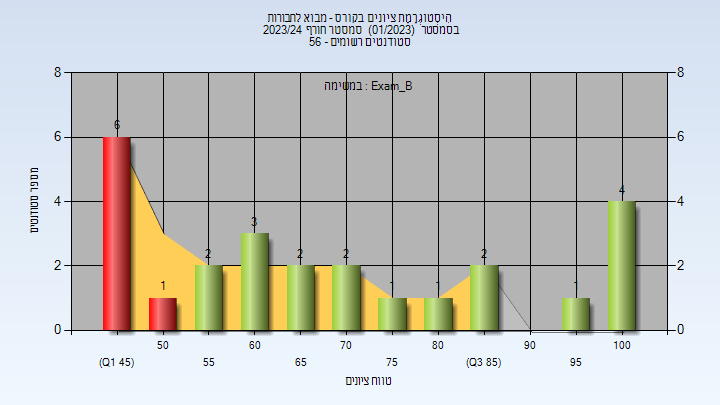 היסטוגרמת ציונים בקורס - מבוא לחבורות
בסמסטר (01/2023) סמסטר חורף 2023/24
סטודנטים רשומים - 56
במשימה : Exam_B
8 8
6 6
4 4
2 2
0 0
6 1 2 3 2 2 1 1 2 1 4
מספר סטודנטים
50 60 70 80 90 100
(Q1 45) 55 65 75 (Q3 85) 95
טווח ציונים